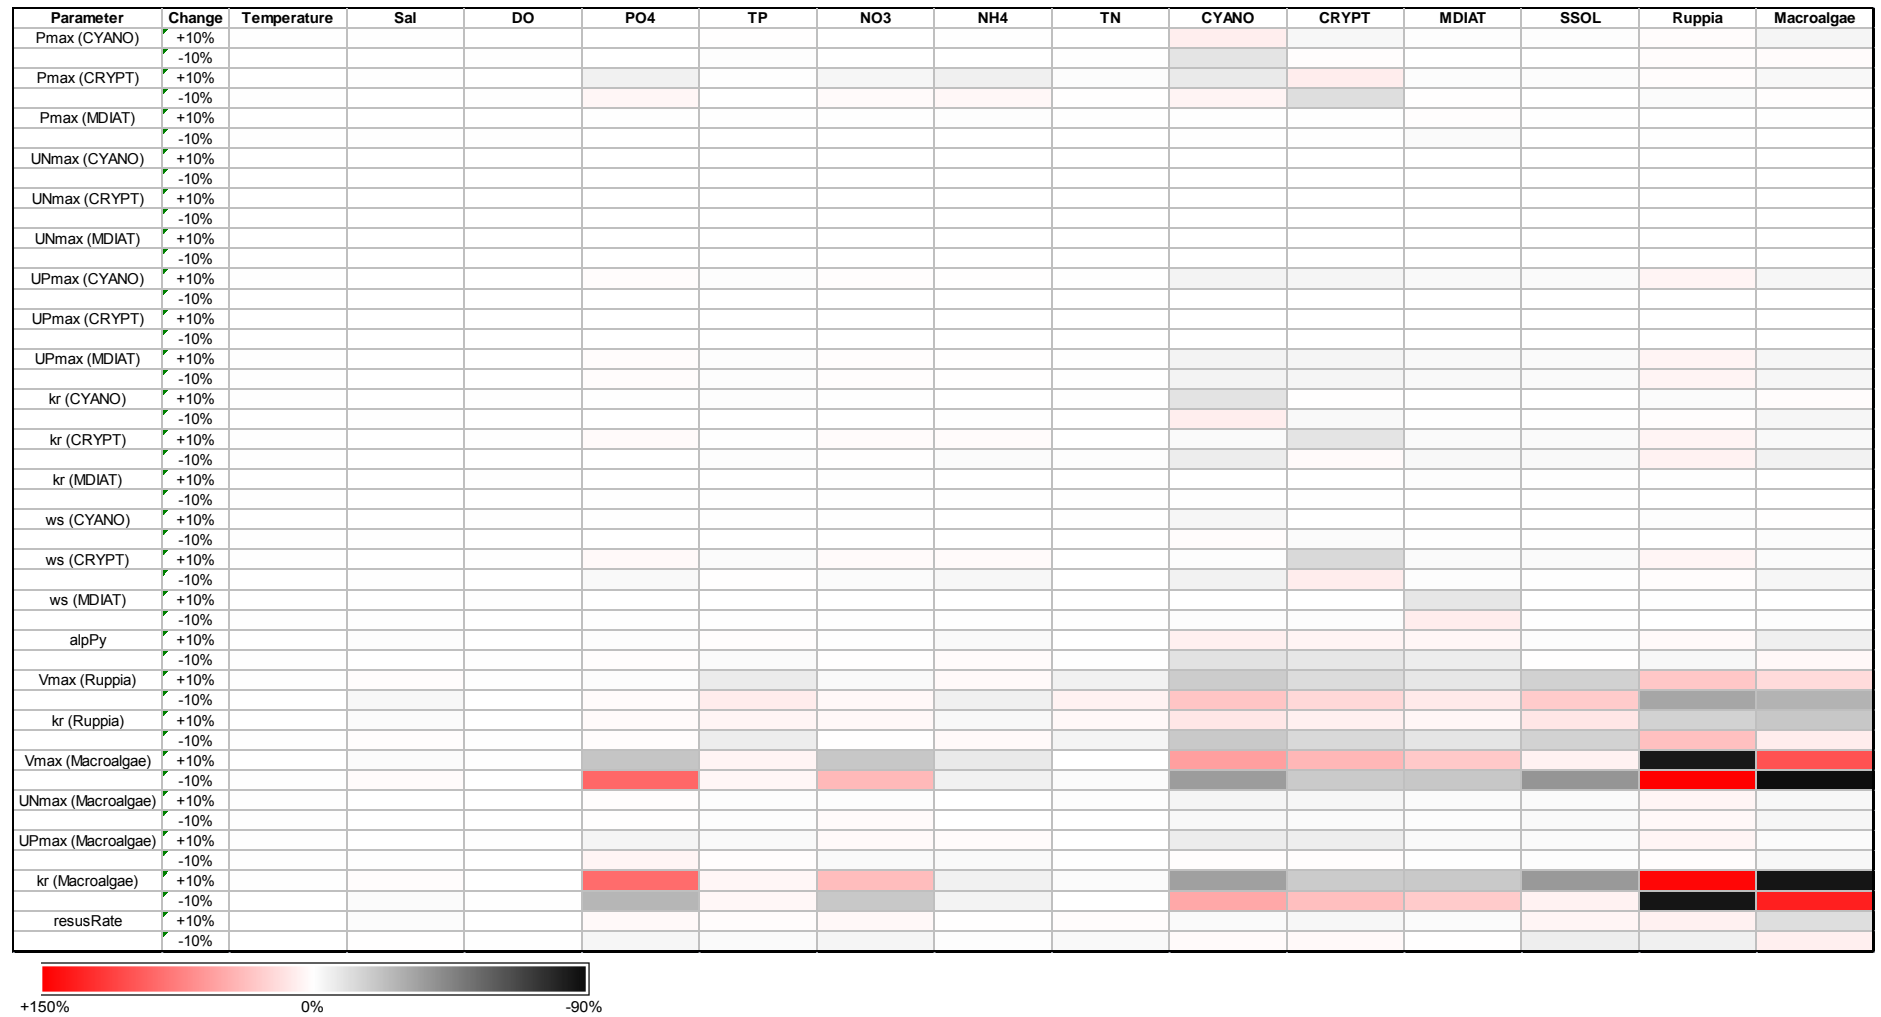 Parameter Change Temperature Sal DO PO4 TP NO3 NH4 TN CYANO CRYPT MDIAT SSOL Ruppia Macroalgae
Pmax (CYANO) +10%
-10%
Pmax (CRYPT) +10%
-10%
Pmax (MDIAT) +10%
-10%
UNmax (CYANO) +10%
-10%
UNmax (CRYPT) +10%
-10%
UNmax (MDIAT) +10%
-10%
UPmax (CYANO) +10%
-10%
UPmax (CRYPT) +10%
-10%
UPmax (MDIAT) +10%
-10%
kr (CYANO) +10%
-10%
kr (CRYPT) +10%
-10%
kr (MDIAT) +10%
-10%
ws (CYANO) +10%
-10%
ws (CRYPT) +10%
-10%
ws (MDIAT) +10%
-10%
alpPy +10%
-10%
Vmax (Ruppia) +10%
-10%
kr (Ruppia) +10%
-10%
Vmax (Macroalgae) +10%
-10%
UNmax (Macroalgae) +10%
-10%
UPmax (Macroalgae) +10%
-10%
kr (Macroalgae) +10%
-10%
resusRate +10%
-10%
+150% 0% -90%